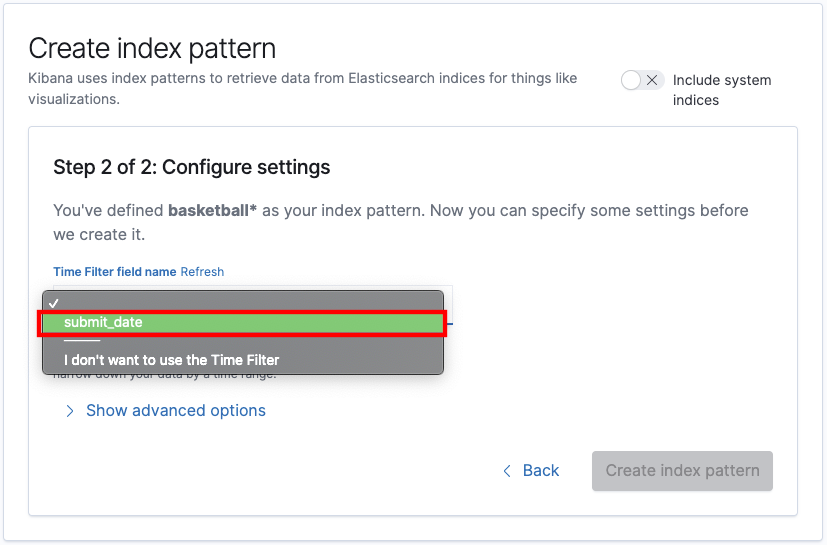 Create index pattern
Kibana uses index patterns to retrieve data from Elasticsearch indices for things like
visualizations.
Include system
indices
Step 2 of 2: Configure settings
You've defined basketball* as your index pattern. Now you can specify some settings before
we create it.
Time Filter field name Refresh
submit_date
I don't want to use the Time Filter
narrow down your data by a time range.
Show advanced options
Back
Create index pattern